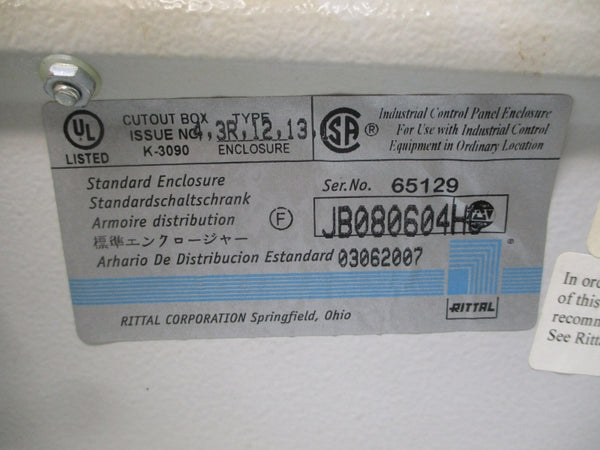 UL
LISTED
CUTOUT BOX TYPE
ISSUE NO 4,3R,12,13,
K-3090 ENCLOSURE
SA ®
Industrial Control Panel Enclosure
For Use with Industrial Control
Equipment in Ordinary Location
Standard Enclosure
Standardschaltschrank
Armoire distribution
標準エンクロージャー
Arhario De Distribucion Estandard
F
Ser.No. 65129
JB080604H
03062007
RITTAL ®
RITTAL CORPORATION Springfield, Ohio
In ord
of this
recomm
See Ritta